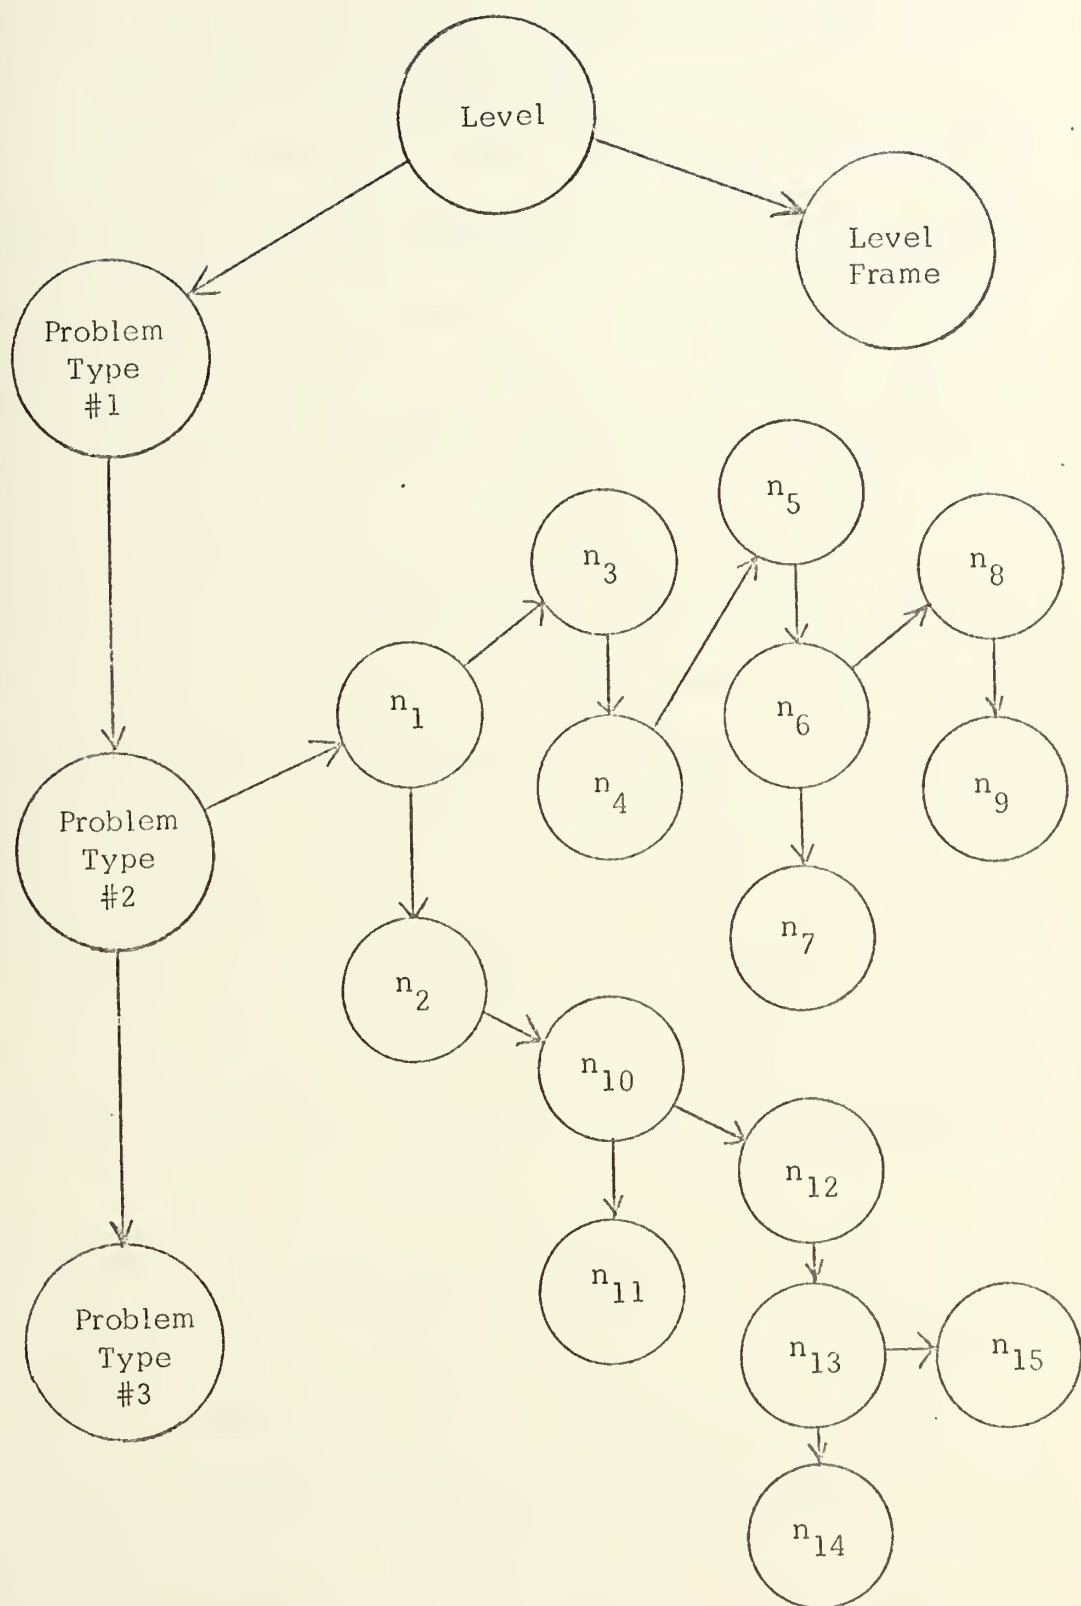 Level
Level
Frame
Problem
Type
#1
n5
n3
n8
n1
n6
n4
n9
Problem
Type
#2
n7
n2
n10
n12
n11
Problem
Type
#3
n13
n15
n14